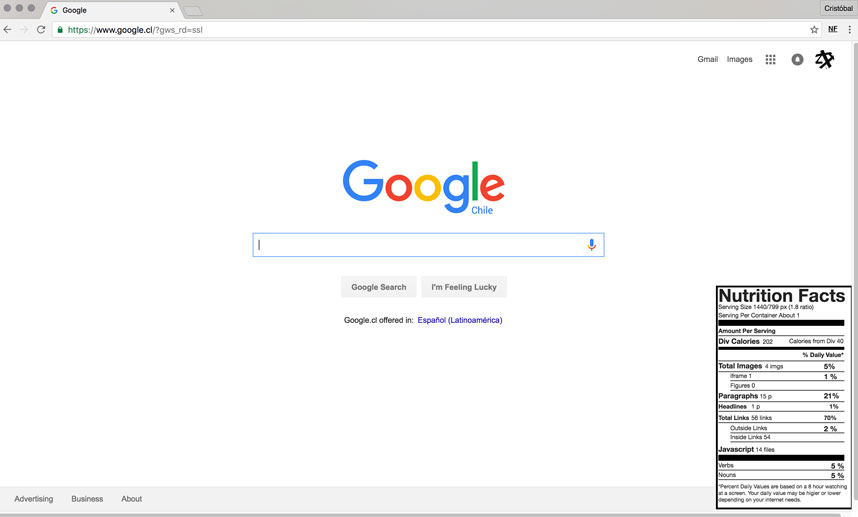 Google
Cristóbal
https://www.google.cl/?gws_rd=ssl
NF
Gmail Images
Google
Chile
Google Search I'm Feeling Lucky
Google.cl offered in: Español (Latinoamérica)
Nutrition Facts
Serving Size 1440/799 px (1.8 ratio)
Serving Per Container About 1
Amount Per Serving
Div Calories 202 Calories from Div 40
% Daily Value*
Total Images 4 imgs 5%
Iframe 1 1 %
Figures 0
Paragraphs 15 p 21%
Headlines 1 p 1%
Total Links 56 links 70%
Outside Links 2 %
Inside Links 54
Javascript 14 files
Verbs 5 %
Nouns 5 %
*Percent Daily Values are based on a 8 hour watching
at a screen. Your daily value may be higier or lower
depending on your internet needs.
Advertising Business About